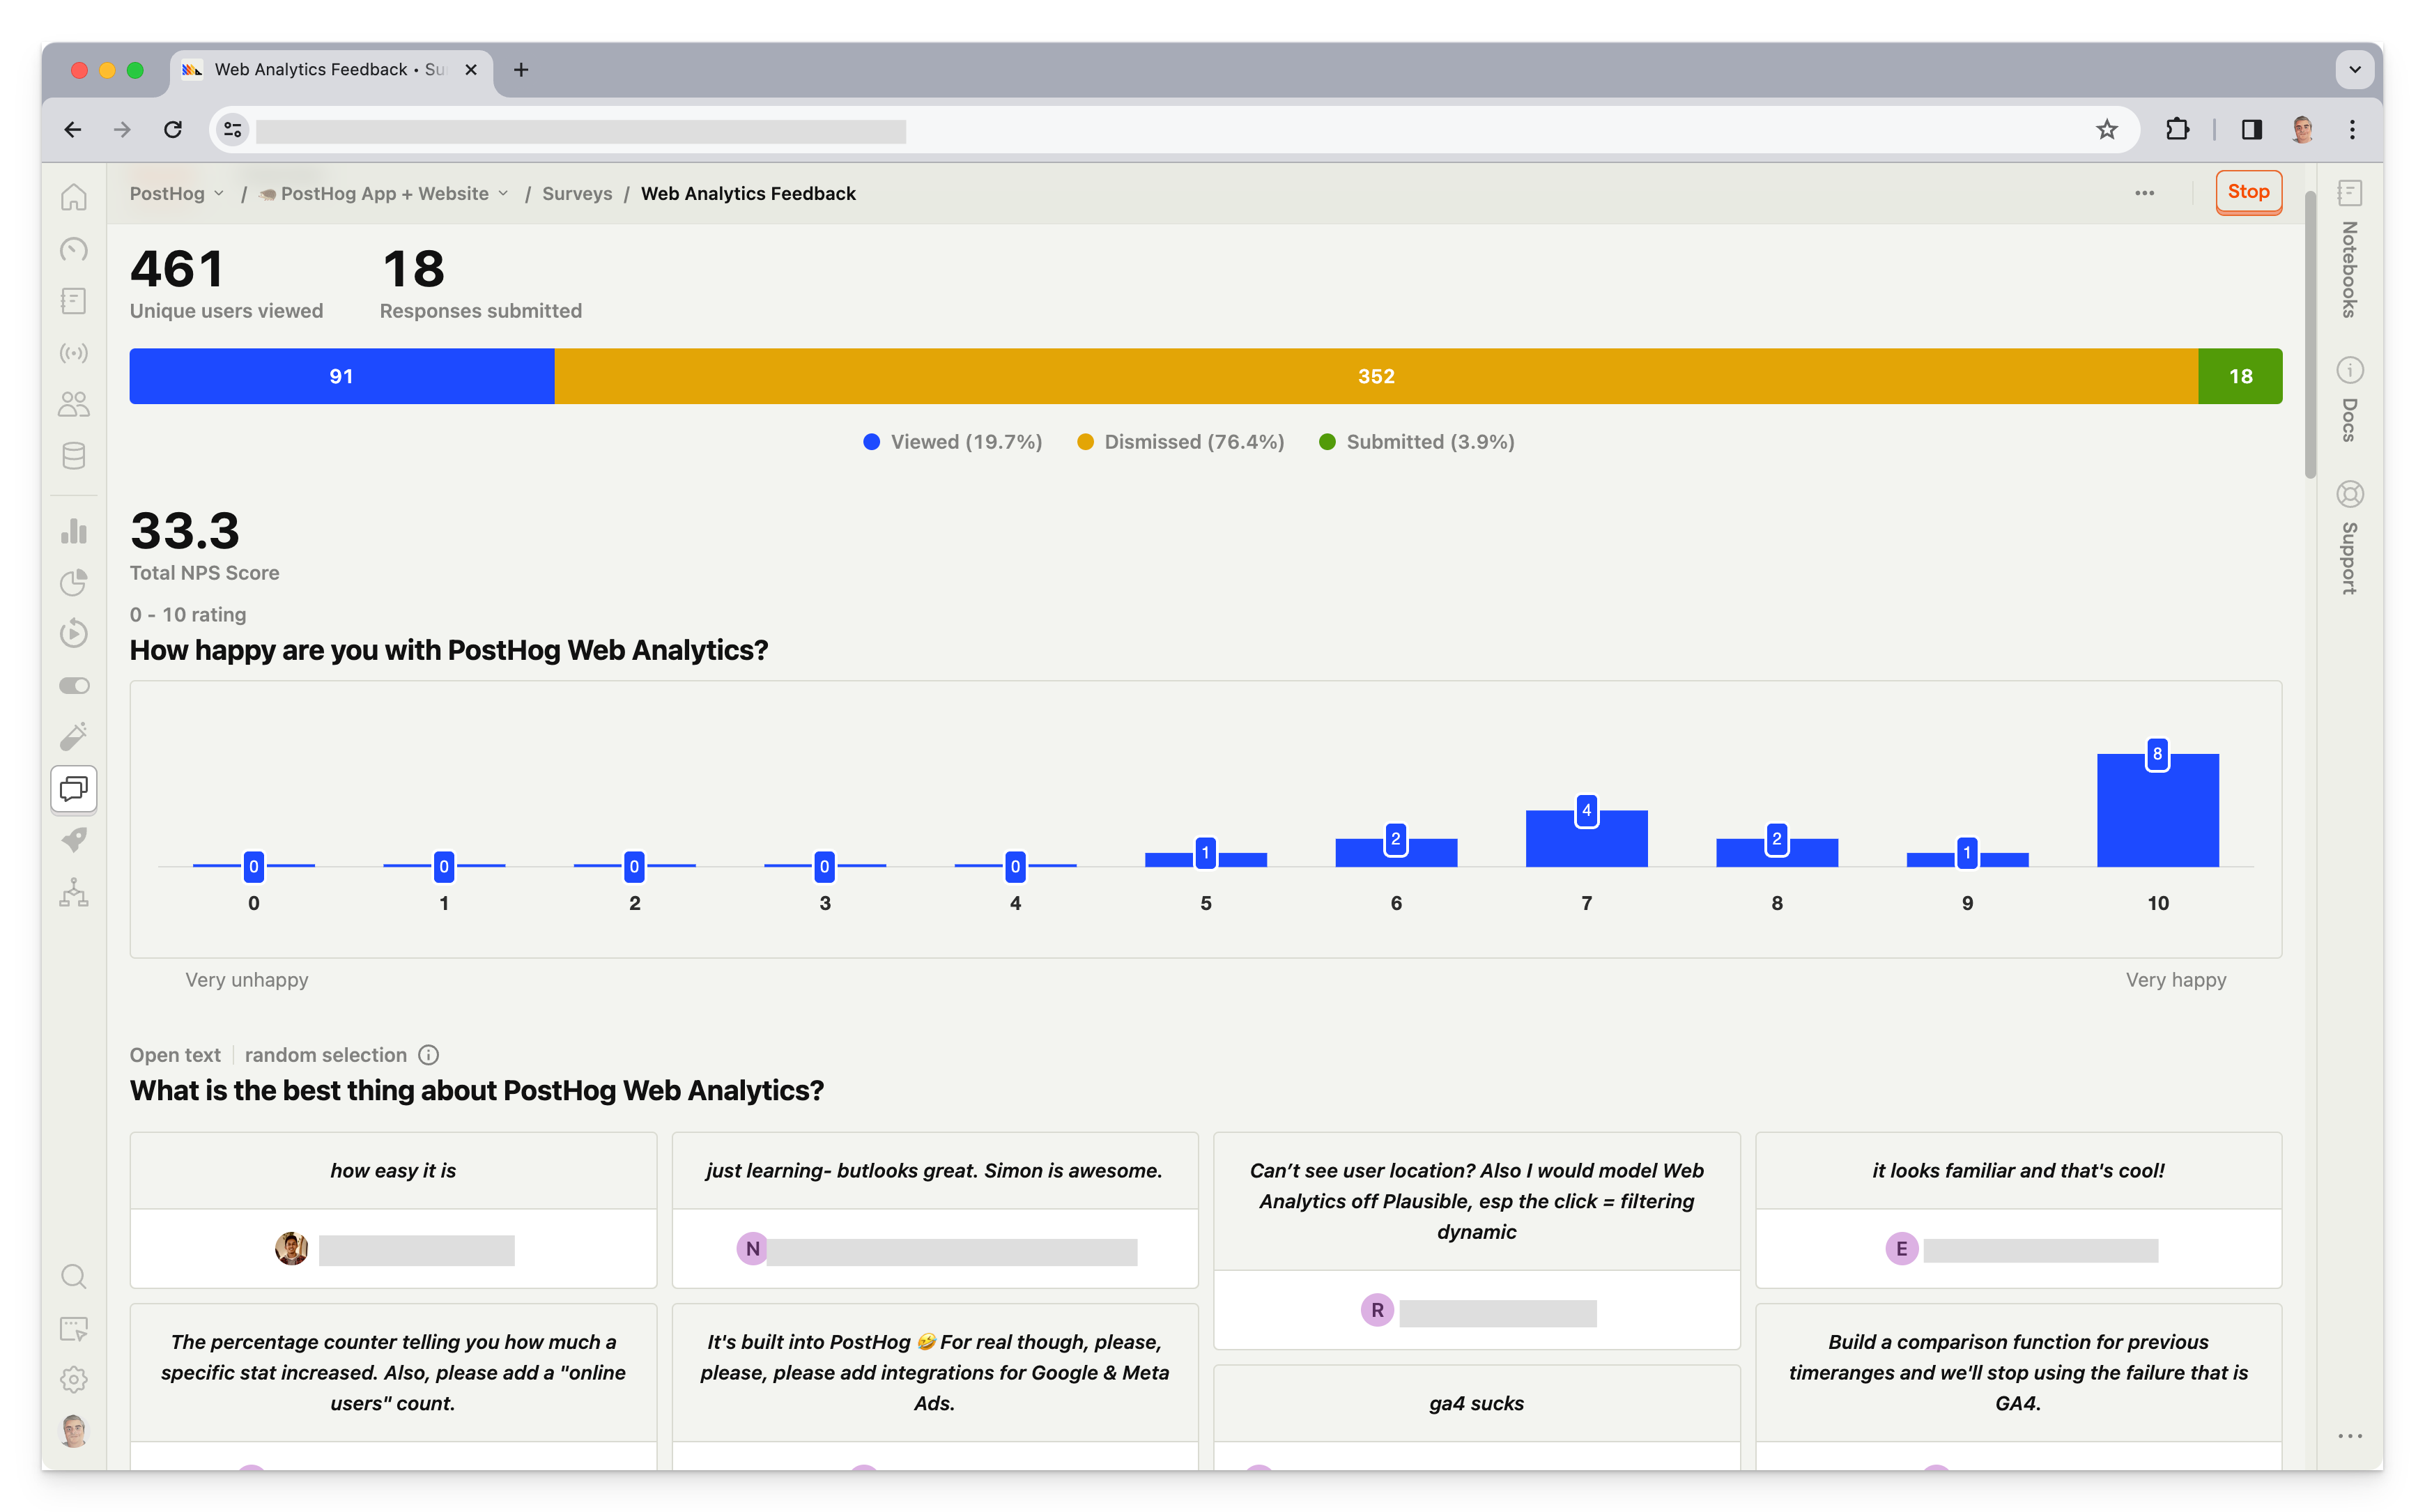 Web Analytics Feedback • Su
PostHog / PostHog App + Website / Surveys / Web Analytics Feedback
Stop
461
Unique users viewed
18
Responses submitted
91
352
18
Viewed (19.7%)
Dismissed (76.4%)
Submitted (3.9%)
33.3
Total NPS Score
0 - 10 rating
How happy are you with PostHog Web Analytics?
0 0 0 0 0 1 2 4 2 1 8
0 1 2 3 4 5 6 7 8 9 10
Very unhappy
Very happy
Open text
random selection
What is the best thing about PostHog Web Analytics?
how easy it is
just learning- butlooks great. Simon is awesome.
N
Can’t see user location? Also I would model Web
Analytics off Plausible, esp the click = filtering
dynamic
R
it looks familiar and that's cool!
E
The percentage counter telling you how much a
specific stat increased. Also, please add a "online
users" count.
It's built into PostHog 🤣 For real though, please,
please, please add integrations for Google & Meta
Ads.
ga4 sucks
Build a comparison function for previous
timeranges and we'll stop using the failure that is
GA4.
Notebooks
Docs
Support